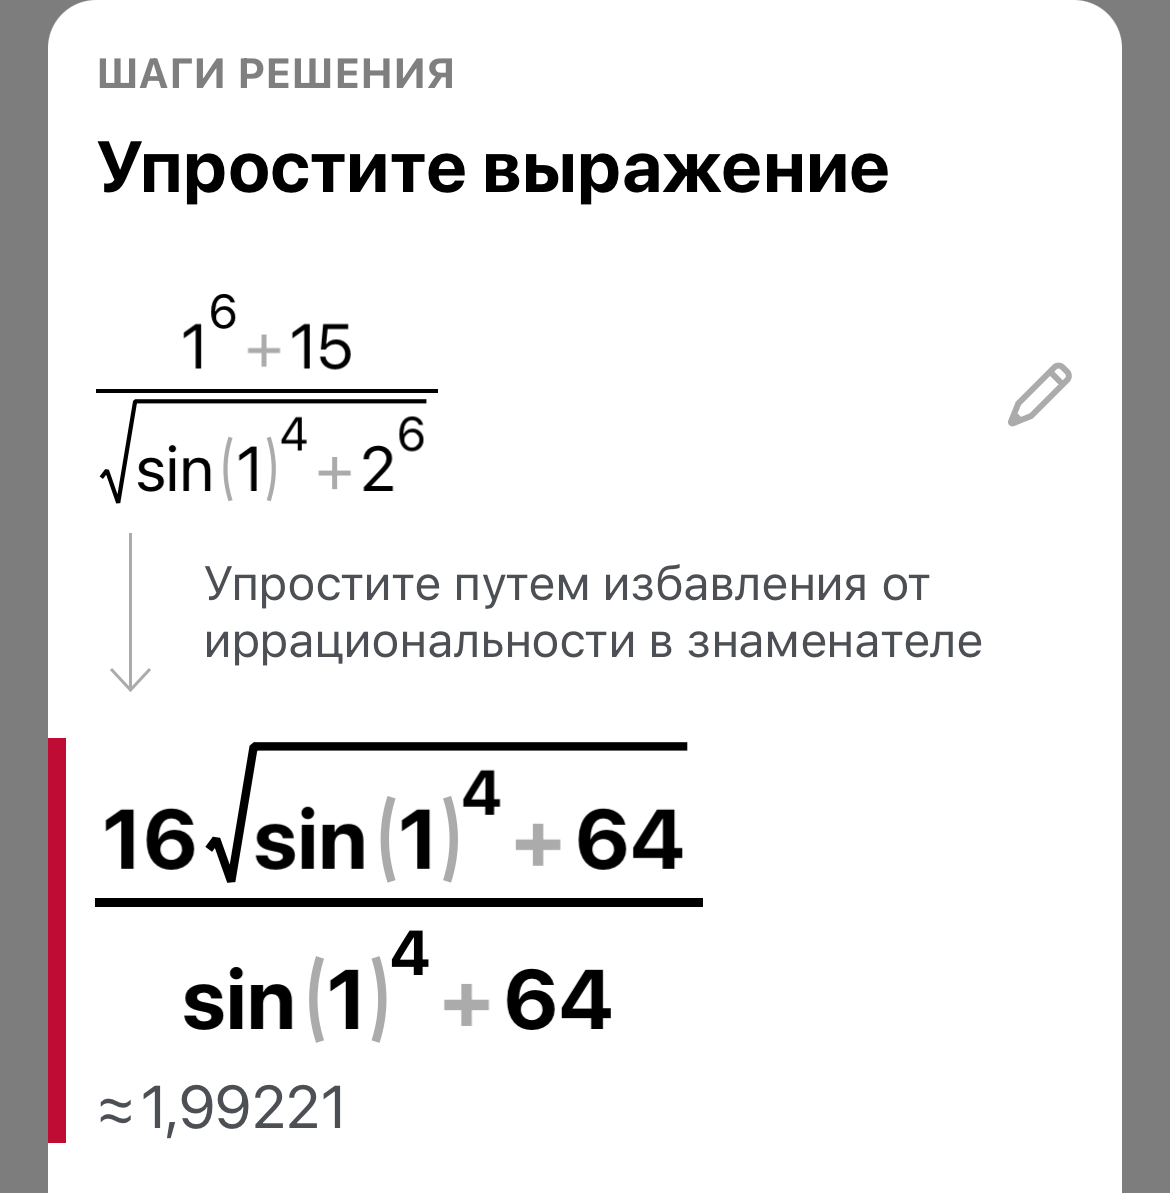 ШАГИ РЕШЕНИЯ
Упростите выражение
1^6 + 15
√(sin(1)^4 + 2^6)
Упростите путем избавления от
иррациональности в знаменателе
16√(sin(1)^4 + 64)
sin(1)^4 + 64
≈1,99221